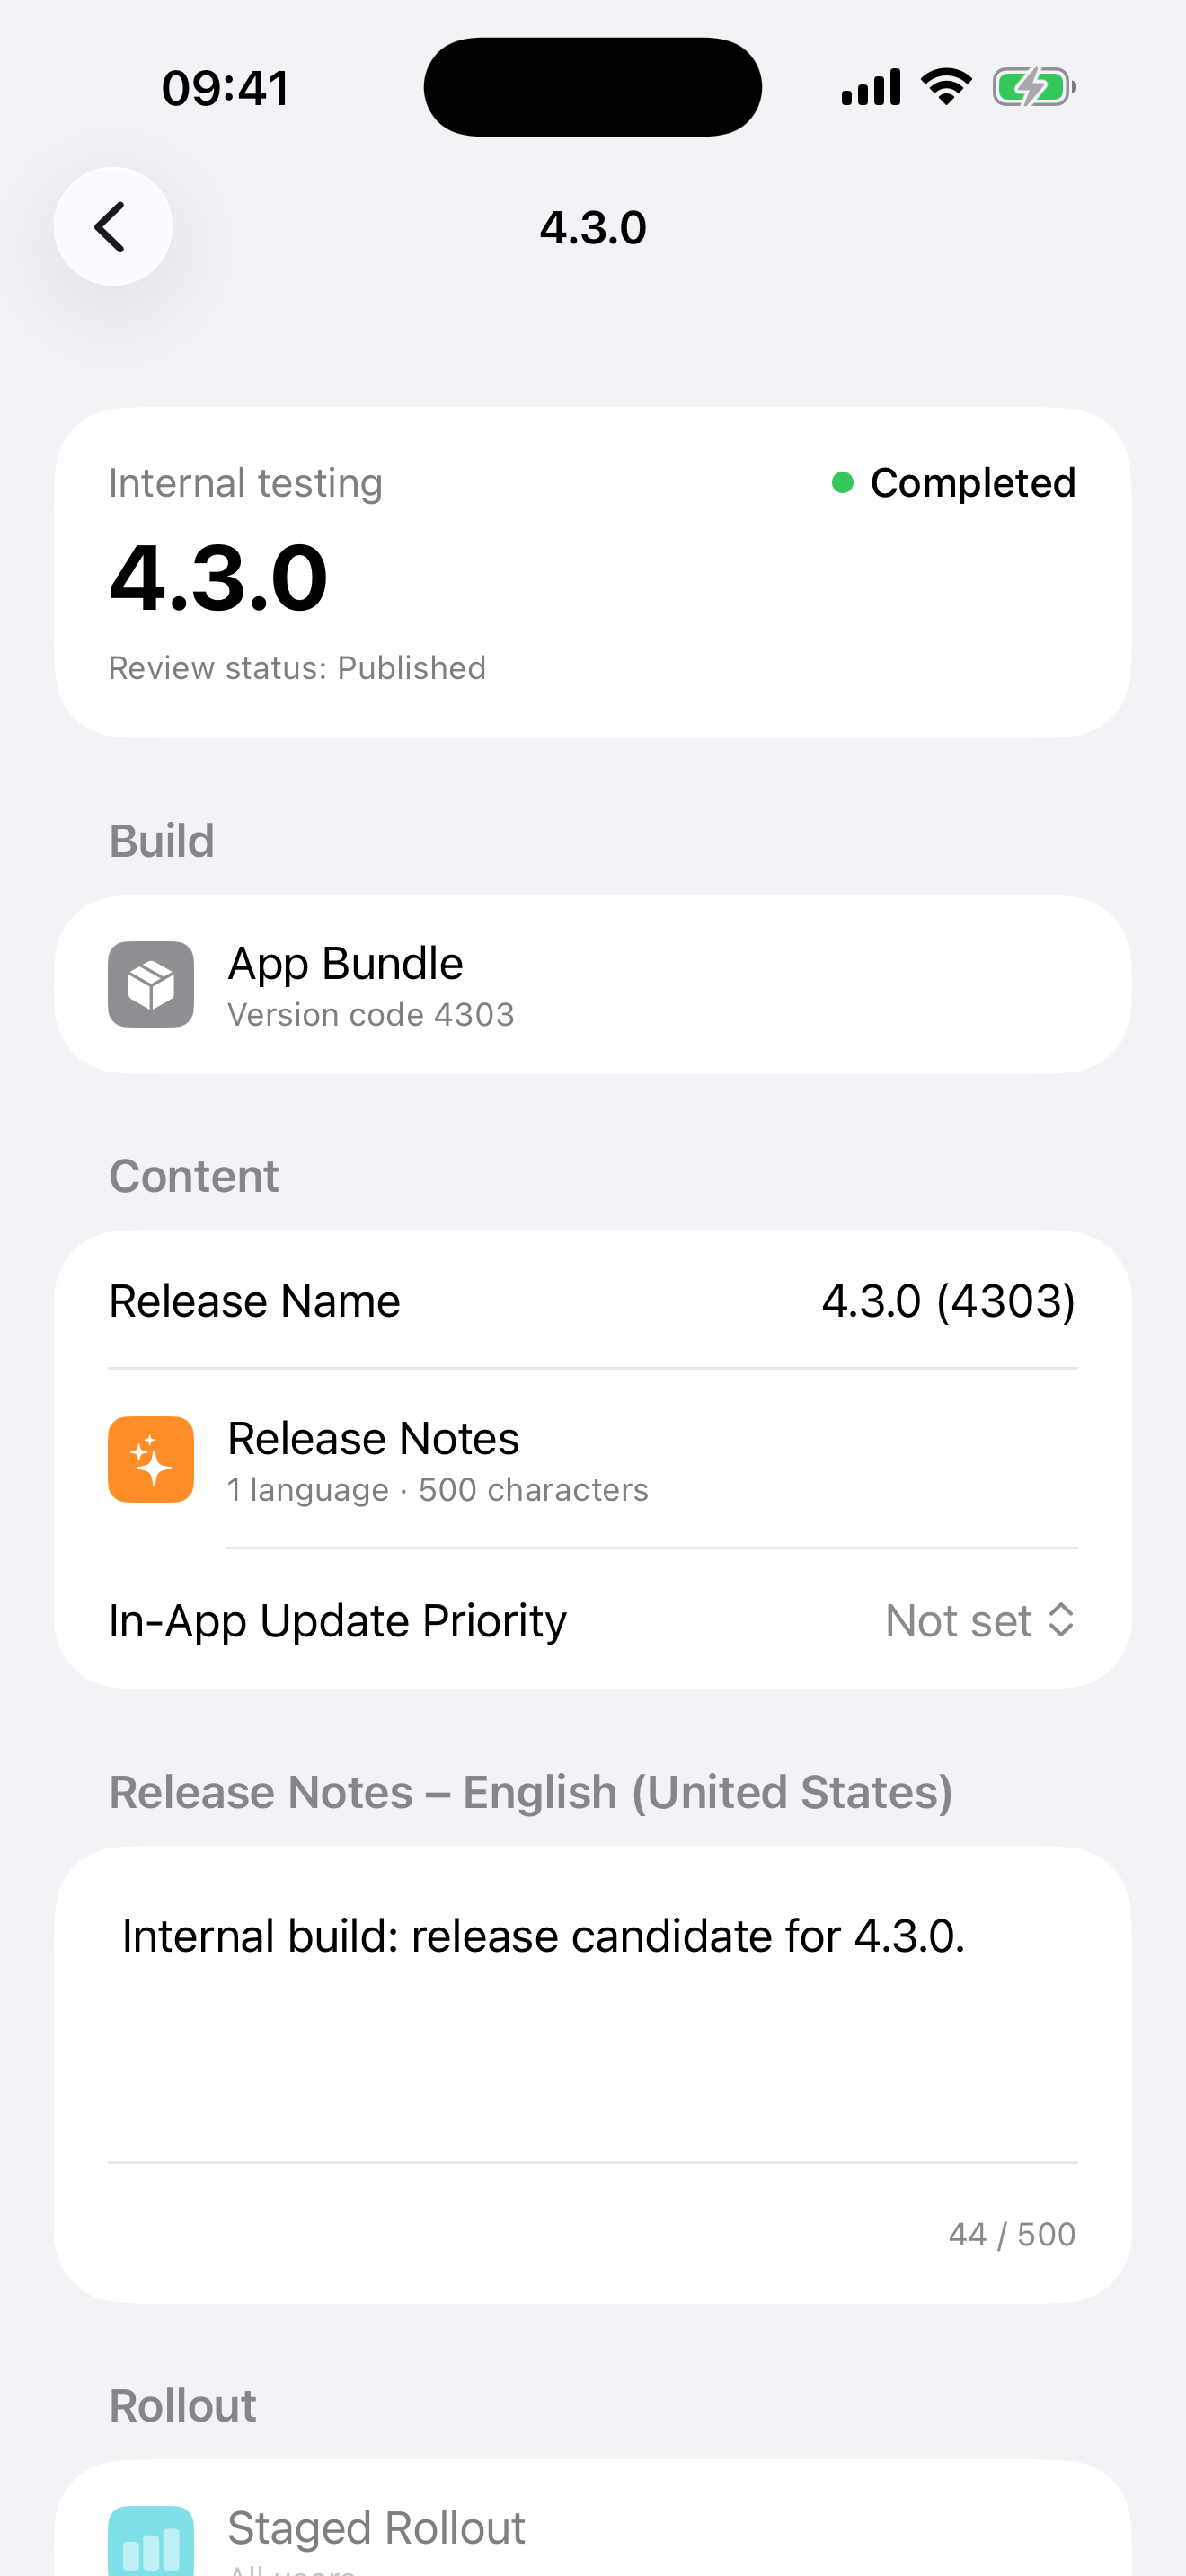 09:41
4.3.0
Internal testing
Completed
4.3.0
Review status: Published
Build
App Bundle
Version code 4303
Content
Release Name
4.3.0 (4303)
Release Notes
1 language · 500 characters
In-App Update Priority
Not set
Release Notes – English (United States)
Internal build: release candidate for 4.3.0.
44 / 500
Rollout
Staged Rollout
All users